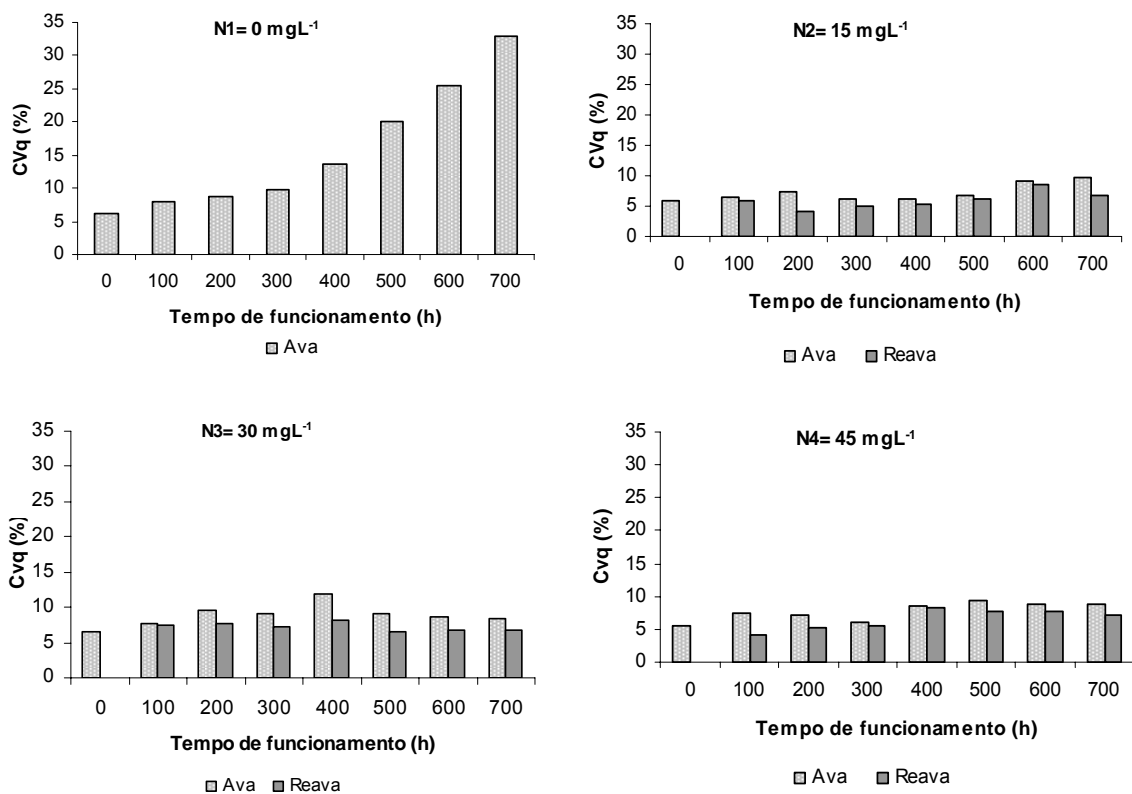 N1= 0 mgL⁻¹
35
30
25
20
15
10
5
0
CVq (%)
0 100 200 300 400 500 600 700
Tempo de funcionamento (h)
Ava
N2= 15 mgL⁻¹
35
30
25
20
15
10
5
0
CVq (%)
0 100 200 300 400 500 600 700
Tempo de funcionamento (h)
Ava Reava
N3= 30 mgL⁻¹
35
30
25
20
15
10
5
0
Cvq (%)
0 100 200 300 400 500 600 700
Tempo de funcionamento (h)
Ava Reava
N4= 45 mgL⁻¹
35
30
25
20
15
10
5
0
Cvq (%)
0 100 200 300 400 500 600 700
Tempo de funcionamento (h)
Ava Reava